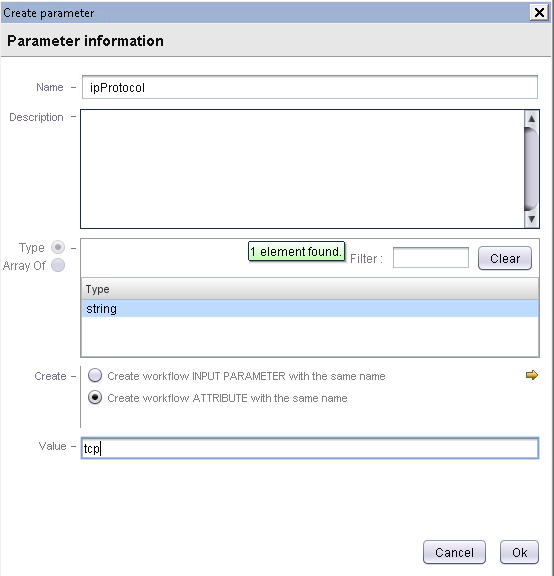 Create parameter
Parameter information
Name – ipProtocol
Description –
Type –
Array Of
1 element found.
Filter :
Clear
Type
string
Create –
Create workflow INPUT PARAMETER with the same name
Create workflow ATTRIBUTE with the same name
Value – tcp
Cancel
Ok